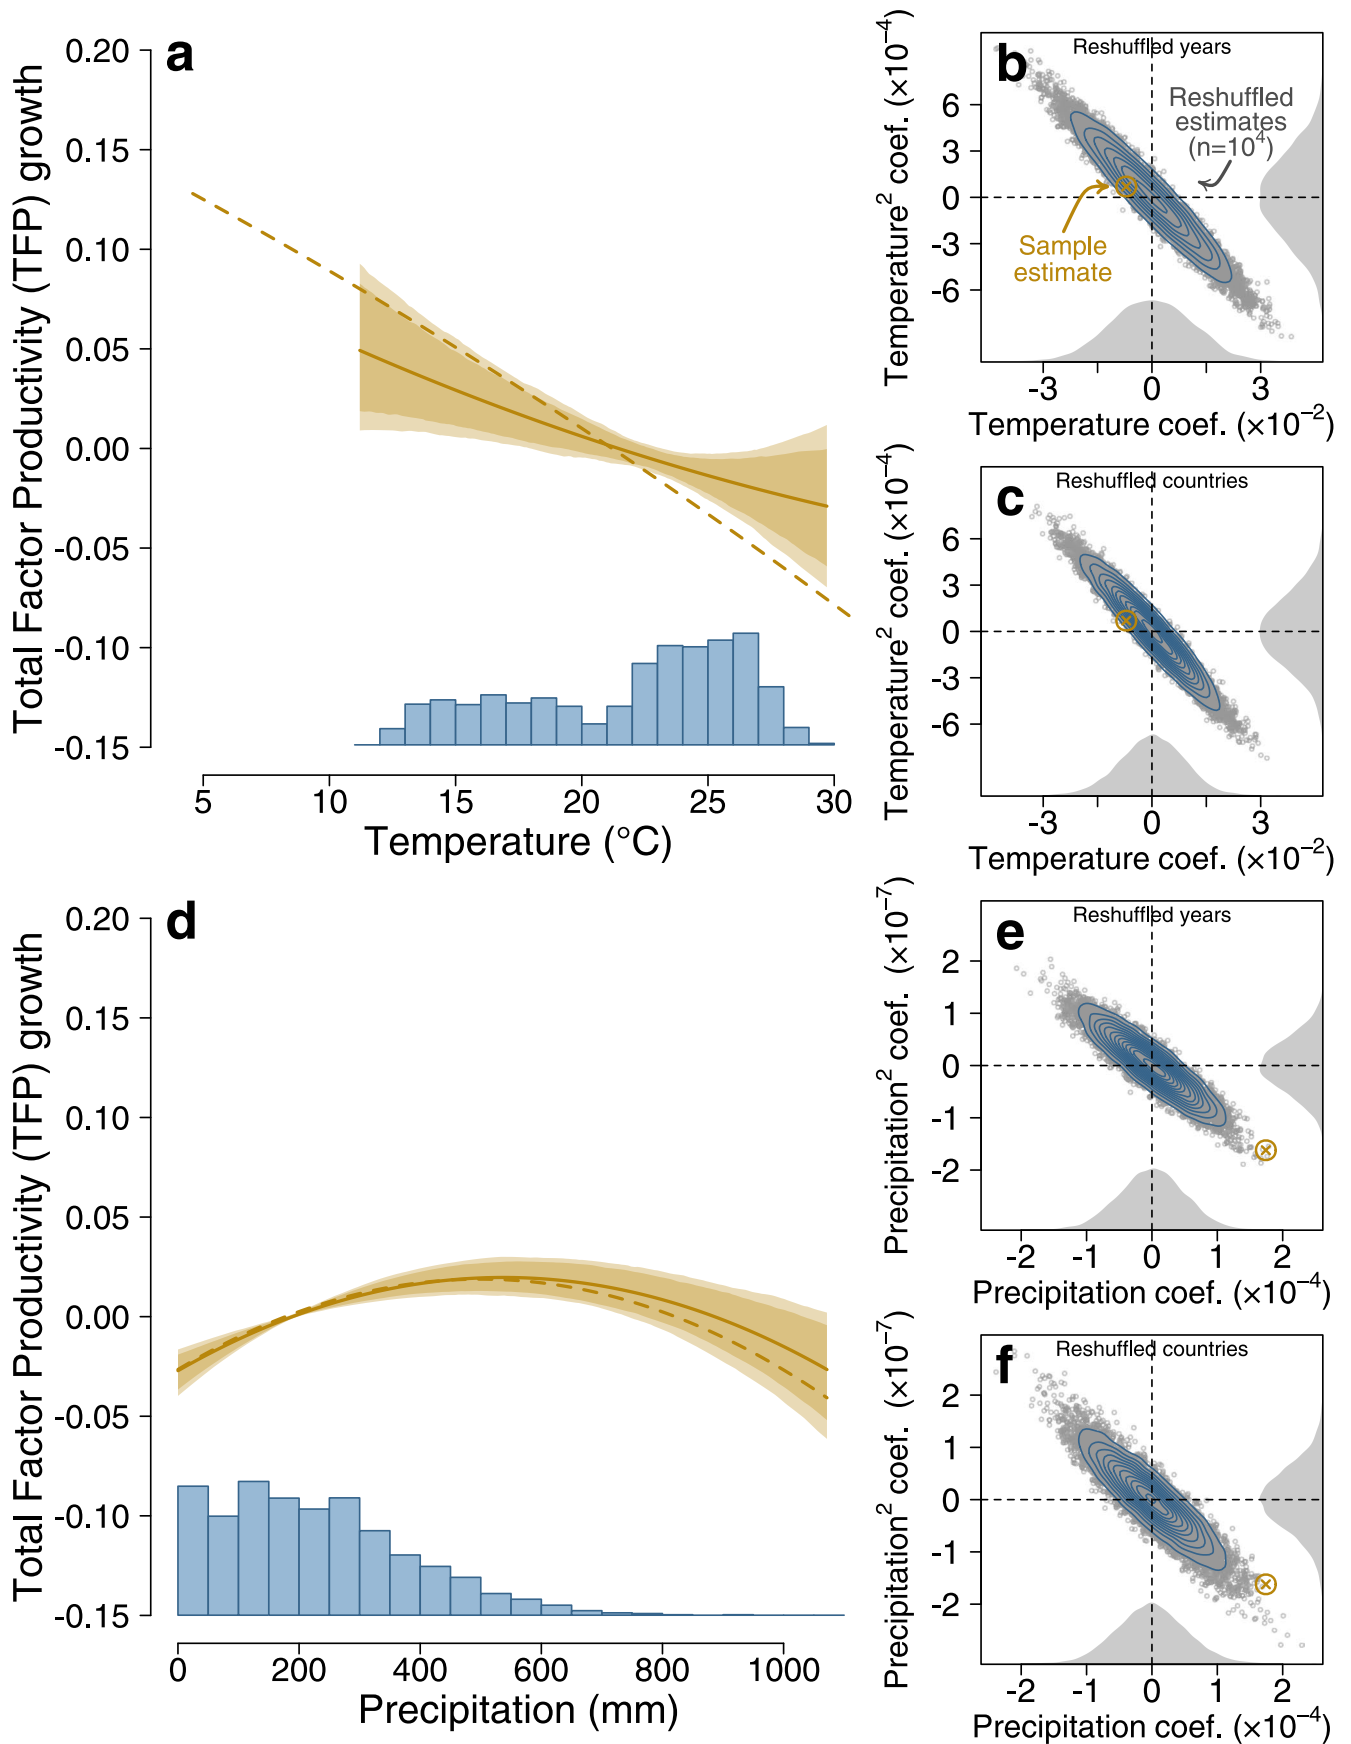 a
Total Factor Productivity (TFP) growth
0.20
0.15
0.10
0.05
0.00
-0.05
-0.10
-0.15
5
10
15
20
25
30
Temperature (°C)
b
Reshuffled years
Reshuffled
estimates
(n=10⁴)
Sample
estimate
Temperature² coef. (×10⁻⁴)
6
3
0
-3
-6
-3
0
3
Temperature coef. (×10⁻²)
c
Reshuffled countries
Temperature² coef. (×10⁻⁴)
6
3
0
-3
-6
-3
0
3
Temperature coef. (×10⁻²)
d
Total Factor Productivity (TFP) growth
0.20
0.15
0.10
0.05
0.00
-0.05
-0.10
-0.15
0
200
400
600
800
1000
Precipitation (mm)
e
Reshuffled years
Precipitation² coef. (×10⁻⁷)
2
1
0
-1
-2
-2
-1
0
1
2
Precipitation coef. (×10⁻⁴)
f
Reshuffled countries
Precipitation² coef. (×10⁻⁷)
2
1
0
-1
-2
-2
-1
0
1
2
Precipitation coef. (×10⁻⁴)